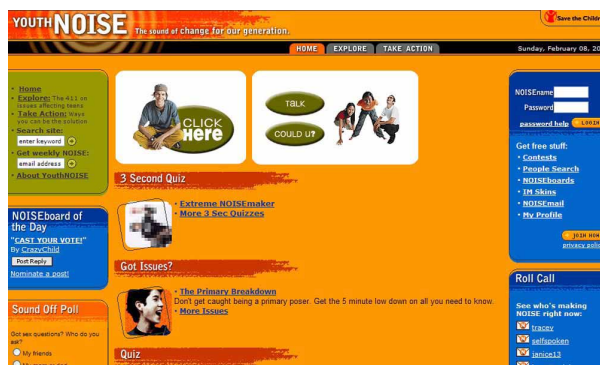 YOUTHNOISE The sound of change for our generation.
Save the Childr
HOME EXPLORE TAKE ACTION
Sunday, February 08, 20
• Home
• Explore: The 411 on
issues affecting teens
• Take Action: Ways
you can be the solution
• Search site:
enter keyword
• Get weekly NOISE:
email address
• About YouthNOISE
NOISEboard of
the Day
"CAST YOUR VOTE!"
By CrazyChild
Post Reply
Nominate a post!
Sound Off Poll
Got sex questions? Who do you
ask?
My friends
CLICK
HERE
TALK
COULD U?
3 Second Quiz
• Extreme NOISEmaker
• More 3 Sec Quizzes
Got Issues?
• The Primary Breakdown
Don't get caught being a primary poser. Get the 5 minute low down on all you need to know.
• More Issues
Quiz
NOISEname
Password
password help LOGIN
Get free stuff:
• Contests
• People Search
• NOISEboards
• IM Skins
• NOISEmail
• My Profile
JOIN NOW
privacy polic
Roll Call
See who's making
NOISE right now:
tracey
selfspoken
janice13